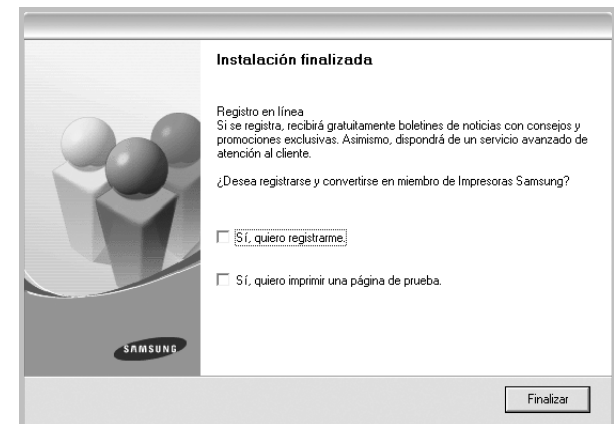 Instalación finalizada
Registro en línea
Si se registra, recibirá gratuitamente boletines de noticias con consejos y
promociones exclusivas. Asimismo, dispondrá de un servicio avanzado de
atención al cliente.
¿Desea registrarse y convertirse en miembro de Impresoras Samsung?
Sí, quiero registrarme.
Sí, quiero imprimir una página de prueba.
SAMSUNG
Finalizar